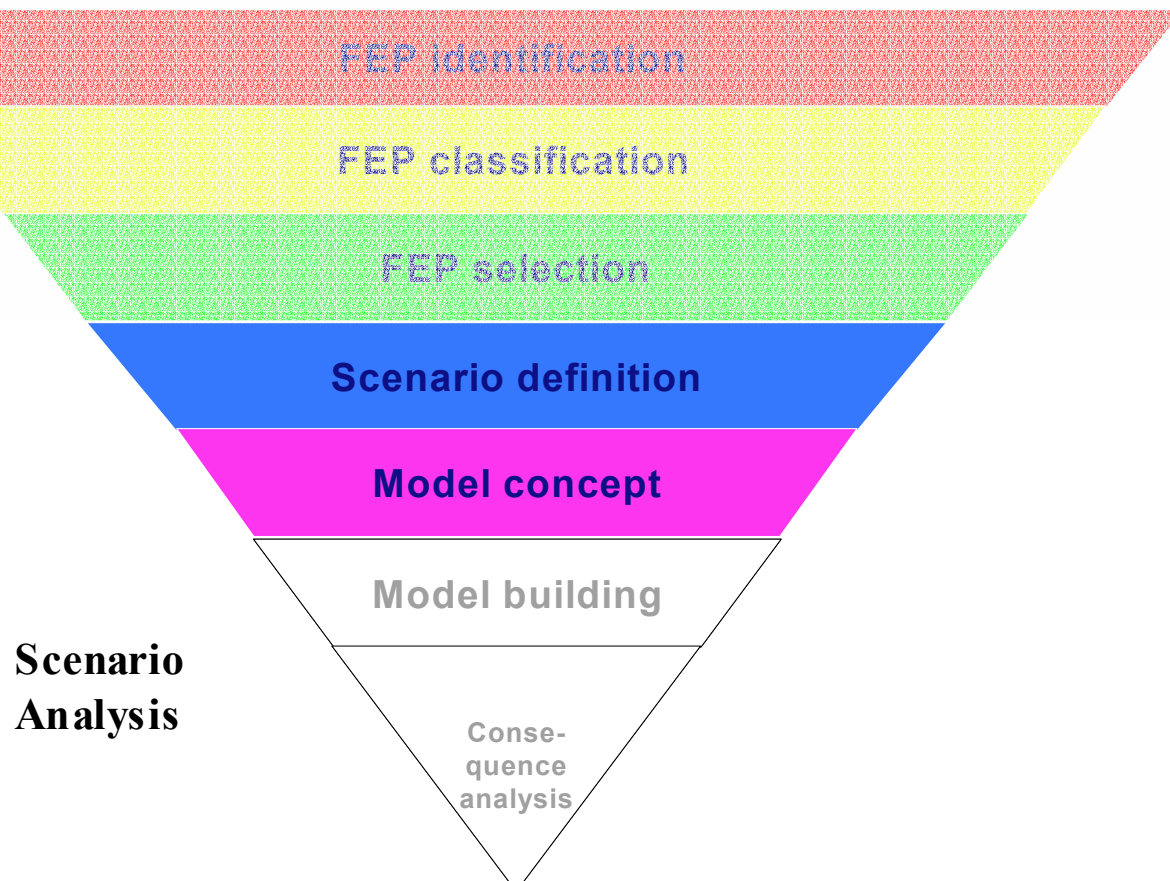 FEP identification
FEP classification
FEP selection
Scenario definition
Model concept
Model building
Scenario
Analysis
Conse-
quence
analysis